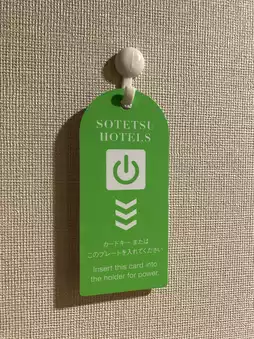 SOTETSU
HOTELS
カードキー または
このプレートを入れてください
Insert this card into
the holder for power.